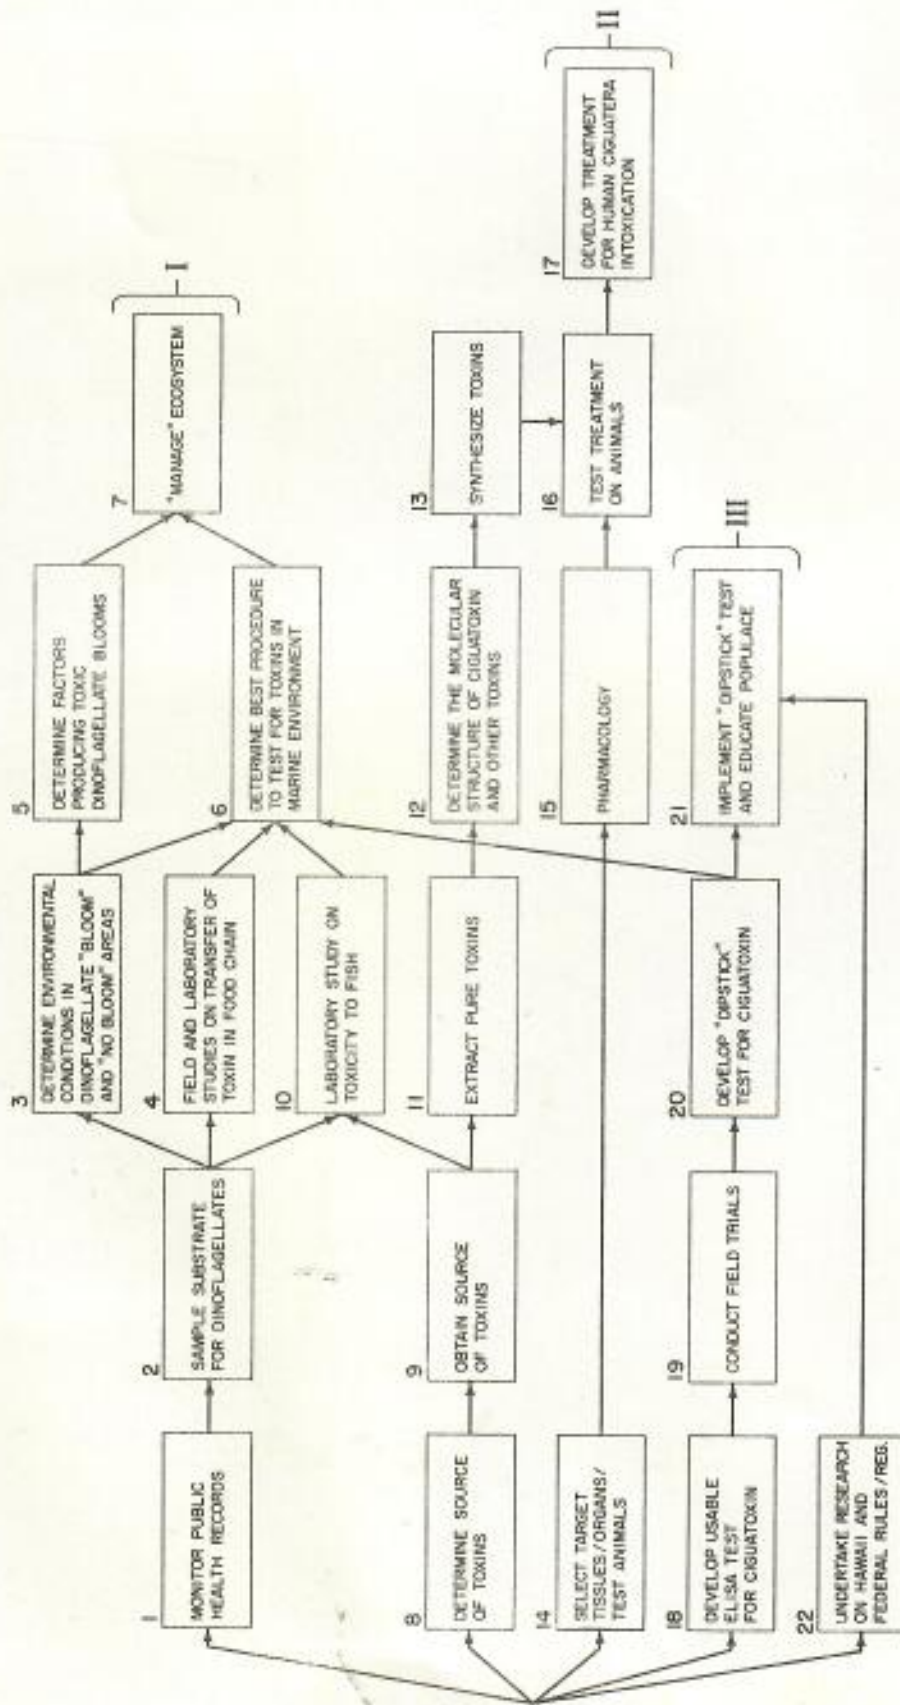 1
MONITOR PUBLIC
HEALTH RECORDS
2
SAMPLE SUBSTRATE
FOR DINOFLAGELLATES
3
DETERMINE ENVIRONMENTAL
CONDITIONS IN
DINOFLAGELLATE "BLOOM"
AND "NO BLOOM" AREAS
4
FIELD AND LABORATORY
STUDIES ON TRANSFER OF
TOXIN IN FOOD CHAIN
5
DETERMINE FACTORS
PRODUCING TOXIC
DINOFLAGELLATE BLOOMS
6
DETERMINE BEST PROCEDURE
TO TEST FOR TOXINS IN
MARINE ENVIRONMENT
7
"MANAGE" ECOSYSTEM
I
8
DETERMINE SOURCE
OF TOXINS
9
OBTAIN SOURCE
OF TOXINS
10
LABORATORY STUDY ON
TOXICITY TO FISH
11
EXTRACT PURE TOXINS
12
DETERMINE THE MOLECULAR
STRUCTURE OF CIGUATOXIN
AND OTHER TOXINS
13
SYNTHESIZE TOXINS
14
SELECT TARGET
TISSLES/ORGANS/
TEST ANIMALS
15
PHARMACOLOGY
16
TEST TREATMENT
ON ANIMALS
17
DEVELOP TREATMENT
FOR HUMAN CIGUATERA
INTOXICATION
II
18
DEVELOP USABLE
ELISA TEST
FOR CIGUATOXIN
19
CONDUCT FIELD TRIALS
20
DEVELOP "DIPSTICK"
TEST FOR CIGUATOXIN
21
IMPLEMENT "DIPSTICK" TEST
AND EDUCATE POPULACE
III
22
UNDERTAKE RESEARCH
ON HAWAII AND
FEDERAL RULES/REG.